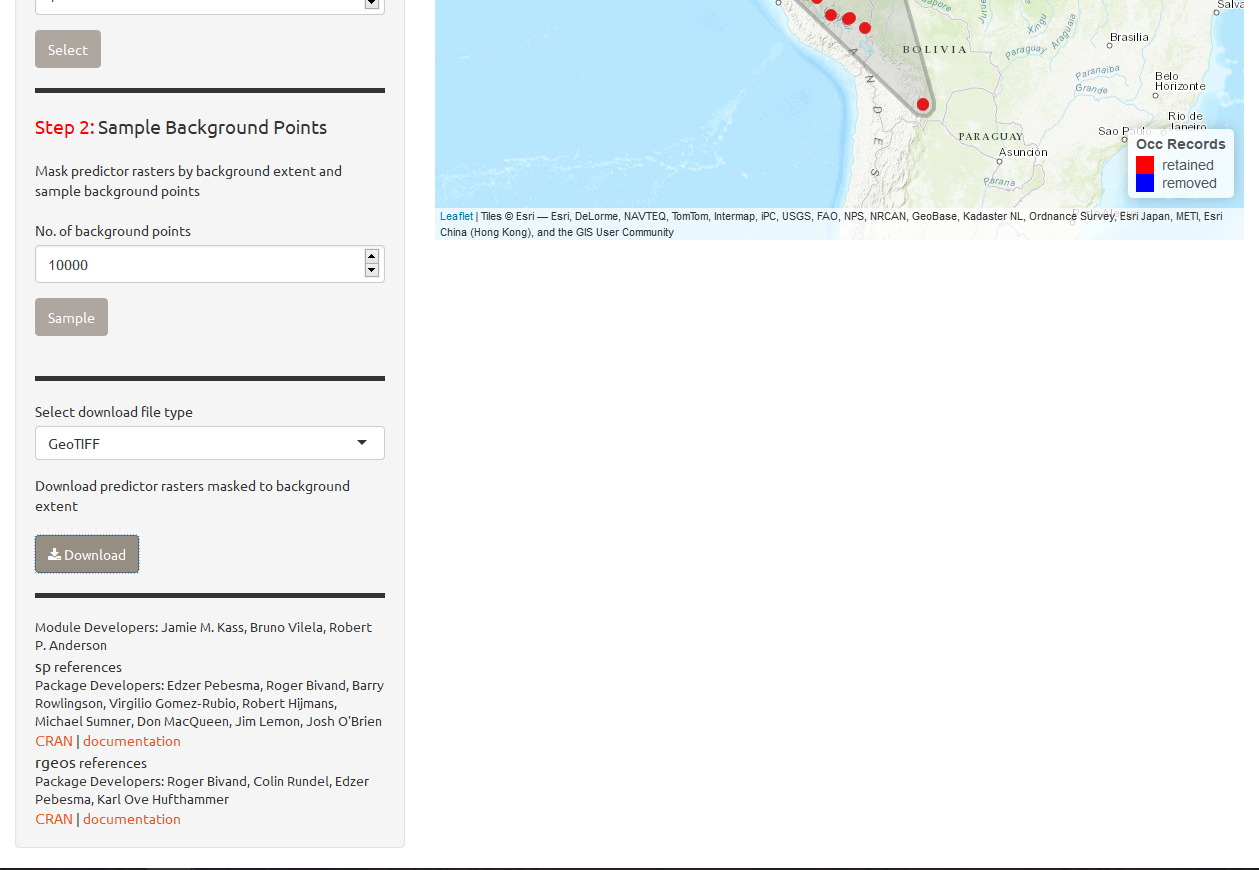 Select
Step 2: Sample Background Points
Mask predictor rasters by background extent and
sample background points
No. of background points
10000
Sample
Select download file type
GeoTIFF
Download predictor rasters masked to background
extent
Download
Module Developers: Jamie M. Kass, Bruno Vilela, Robert
P. Anderson
sp references
Package Developers: Edzer Pebesma, Roger Bivand, Barry
Rowlingson, Virgilio Gomez-Rubio, Robert Hijmans,
Michael Sumner, Don MacQueen, Jim Lemon, Josh O'Brien
CRAN | documentation
rgeos references
Package Developers: Roger Bivand, Colin Rundel, Edzer
Pebesma, Karl Ove Hufthammer
CRAN | documentation
Xingu
Araguaia
Brasilia
BOLIVIA
Paraguay
Paranaiba
Grande
Belo
Horizonte
A N D E S
Rio de
Janeiro
PARAGUAY
Asunción
Parana
Occ Records
retained
removed
Leaflet | Tiles © Esri — Esri, DeLorme, NAVTEQ, TomTom, Intermap, iPC, USGS, FAO, NPS, NRCAN, GeoBase, Kadaster NL, Ordnance Survey, Esri Japan, METI, Esri
China (Hong Kong), and the GIS User Community